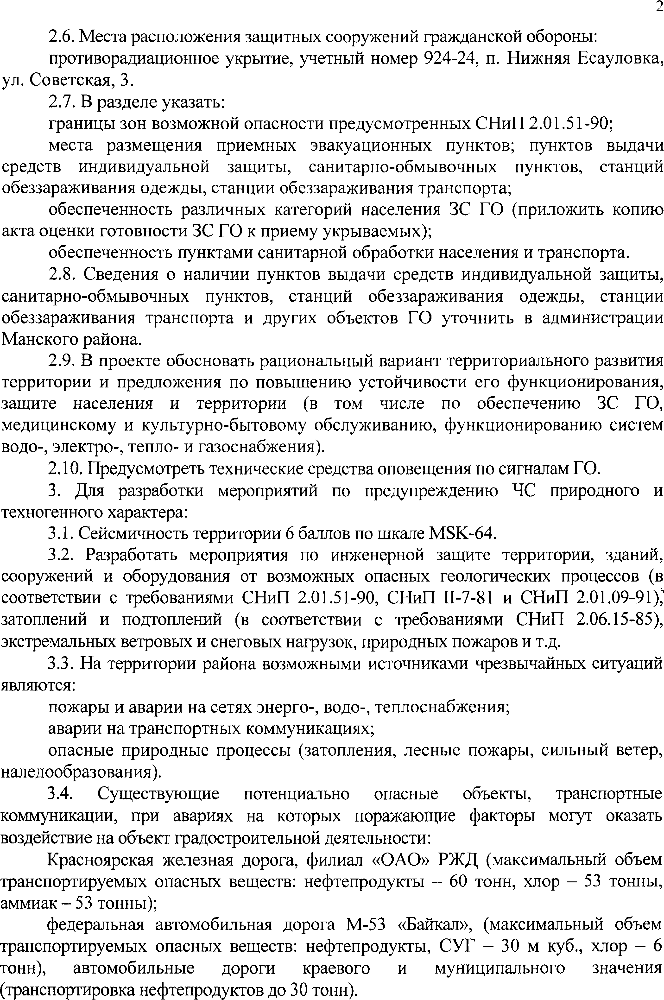 2
2.6. Места расположения защитных сооружений гражданской обороны:
противорадиационное укрытие, учетный номер 924-24, п. Нижняя Есауловка,
ул. Советская, 3.
2.7. В разделе указать:
границы зон возможной опасности предусмотренных СНиП 2.01.51-90;
места размещения приемных эвакуационных пунктов; пунктов выдачи
средств индивидуальной защиты, санитарно-обмывочных пунктов, станций
обеззараживания одежды, станции обеззараживания транспорта;
обеспеченность различных категорий населения ЗС ГО (приложить копию
акта оценки готовности ЗС ГО к приему укрываемых);
обеспеченность пунктами санитарной обработки населения и транспорта.
2.8. Сведения о наличии пунктов выдачи средств индивидуальной защиты,
санитарно-обмывочных пунктов, станций обеззараживания одежды, станции
обеззараживания транспорта и других объектов ГО уточнить в администрации
Манского района.
2.9. В проекте обосновать рациональный вариант территориального развития
территории и предложения по повышению устойчивости его функционирования,
защите населения и территории (в том числе по обеспечению ЗС ГО,
медицинскому и культурно-бытовому обслуживанию, функционированию систем
водо-, электро-, тепло- и газоснабжения).
2.10. Предусмотреть технические средства оповещения по сигналам ГО.
3. Для разработки мероприятий по предупреждению ЧС природного и
техногенного характера:
3.1. Сейсмичность территории 6 баллов по шкале MSK-64.
3.2. Разработать мероприятия по инженерной защите территории, зданий,
сооружений и оборудования от возможных опасных геологических процессов (в
соответствии с требованиями СНиП 2.01.51-90, СНиП II-7-81 и СНиП 2.01.09-91),
затоплений и подтоплений (в соответствии с требованиями СНиП 2.06.15-85),
экстремальных ветровых и снеговых нагрузок, природных пожаров и т.д.
3.3. На территории района возможными источниками чрезвычайных ситуаций
являются:
пожары и аварии на сетях энерго-, водо-, теплоснабжения;
аварии на транспортных коммуникациях;
опасные природные процессы (затопления, лесные пожары, сильный ветер,
наледообразования).
3.4. Существующие потенциально опасные объекты, транспортные
коммуникации, при авариях на которых поражающие факторы могут оказать
воздействие на объект градостроительной деятельности:
Красноярская железная дорога, филиал «ОАО» РЖД (максимальный объем
транспортируемых опасных веществ: нефтепродукты – 60 тонн, хлор – 53 тонны,
аммиак – 53 тонны);
федеральная автомобильная дорога М-53 «Байкал», (максимальный объем
транспортируемых опасных веществ: нефтепродукты, СУГ – 30 м куб., хлор – 6
тонн), автомобильные дороги краевого и муниципального значения
(транспортировка нефтепродуктов до 30 тонн).